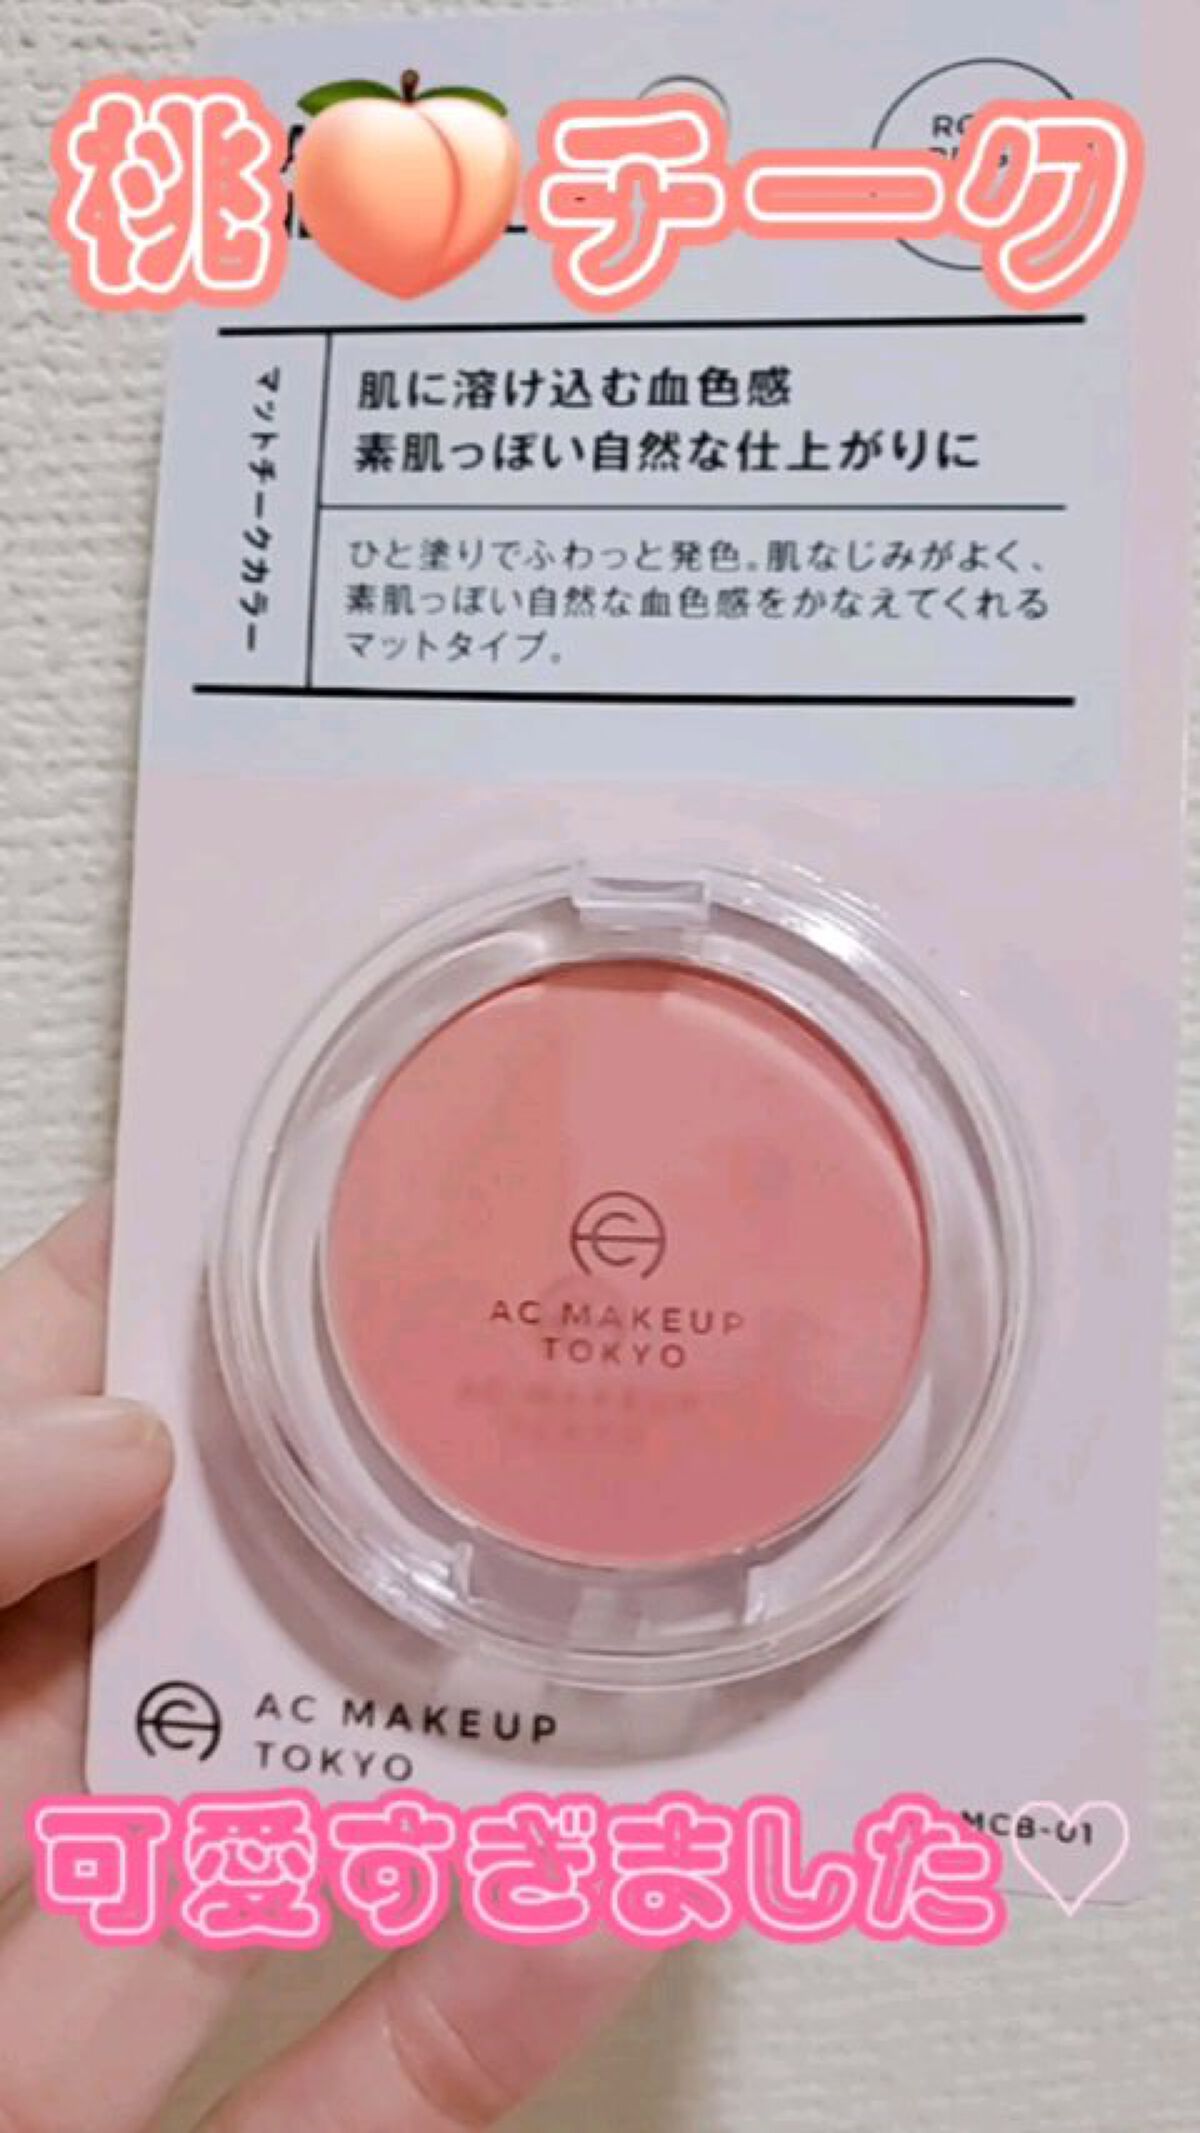 桃🍑チーク
マットチークカラー
肌に溶け込む血色感
素肌っぽい自然な仕上がりに
ひと塗りでふわっと発色。肌なじみがよく、
素肌っぽい自然な血色感をかなえてくれる
マットタイプ。
AC MAKEUP
TOKYO
AC MAKEUP
TOKYO
MCB-01
可愛すぎました♡